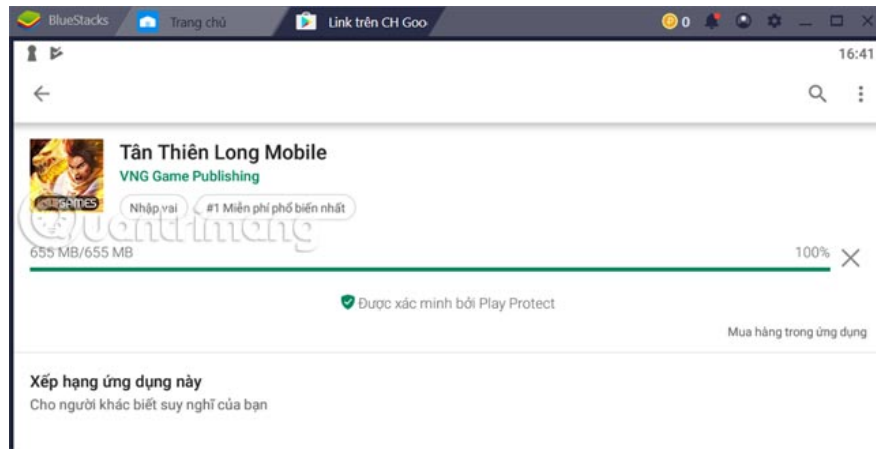 BlueStacks
Trang chủ
Link trên CH Goo
0
16:41
Tân Thiên Long Mobile
VNG Game Publishing
Nhập vai
#1 Miễn phí phổ biến nhất
Quantrimang
655 MB/655 MB
100%
Được xác minh bởi Play Protect
Mua hàng trong ứng dụng
Xếp hạng ứng dụng này
Cho người khác biết suy nghĩ của bạn